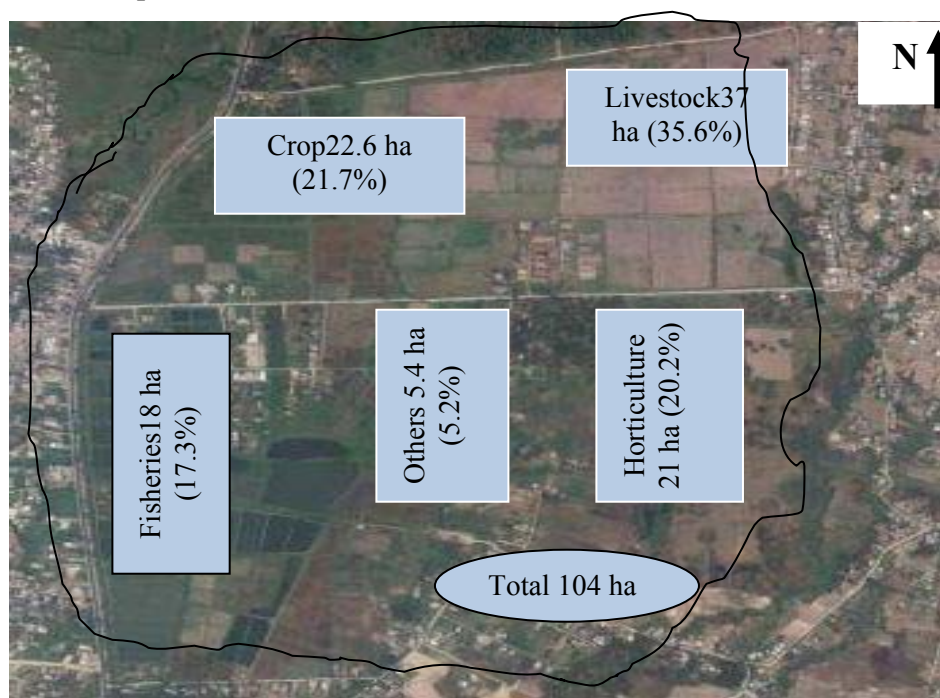 N
Livestock37
ha (35.6%)
Crop22.6 ha
(21.7%)
Fisheries18 ha
(17.3%)
Others 5.4 ha
(5.2%)
Horticulture
21 ha (20.2%)
Total 104 ha